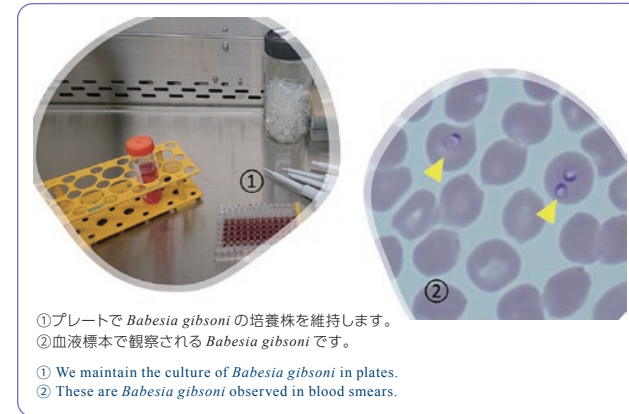 ①
②
①プレートで Babesia gibsoni の培養株を維持します。
②血液標本で観察される Babesia gibsoni です。
① We maintain the culture of Babesia gibsoni in plates.
② These are Babesia gibsoni observed in blood smears.